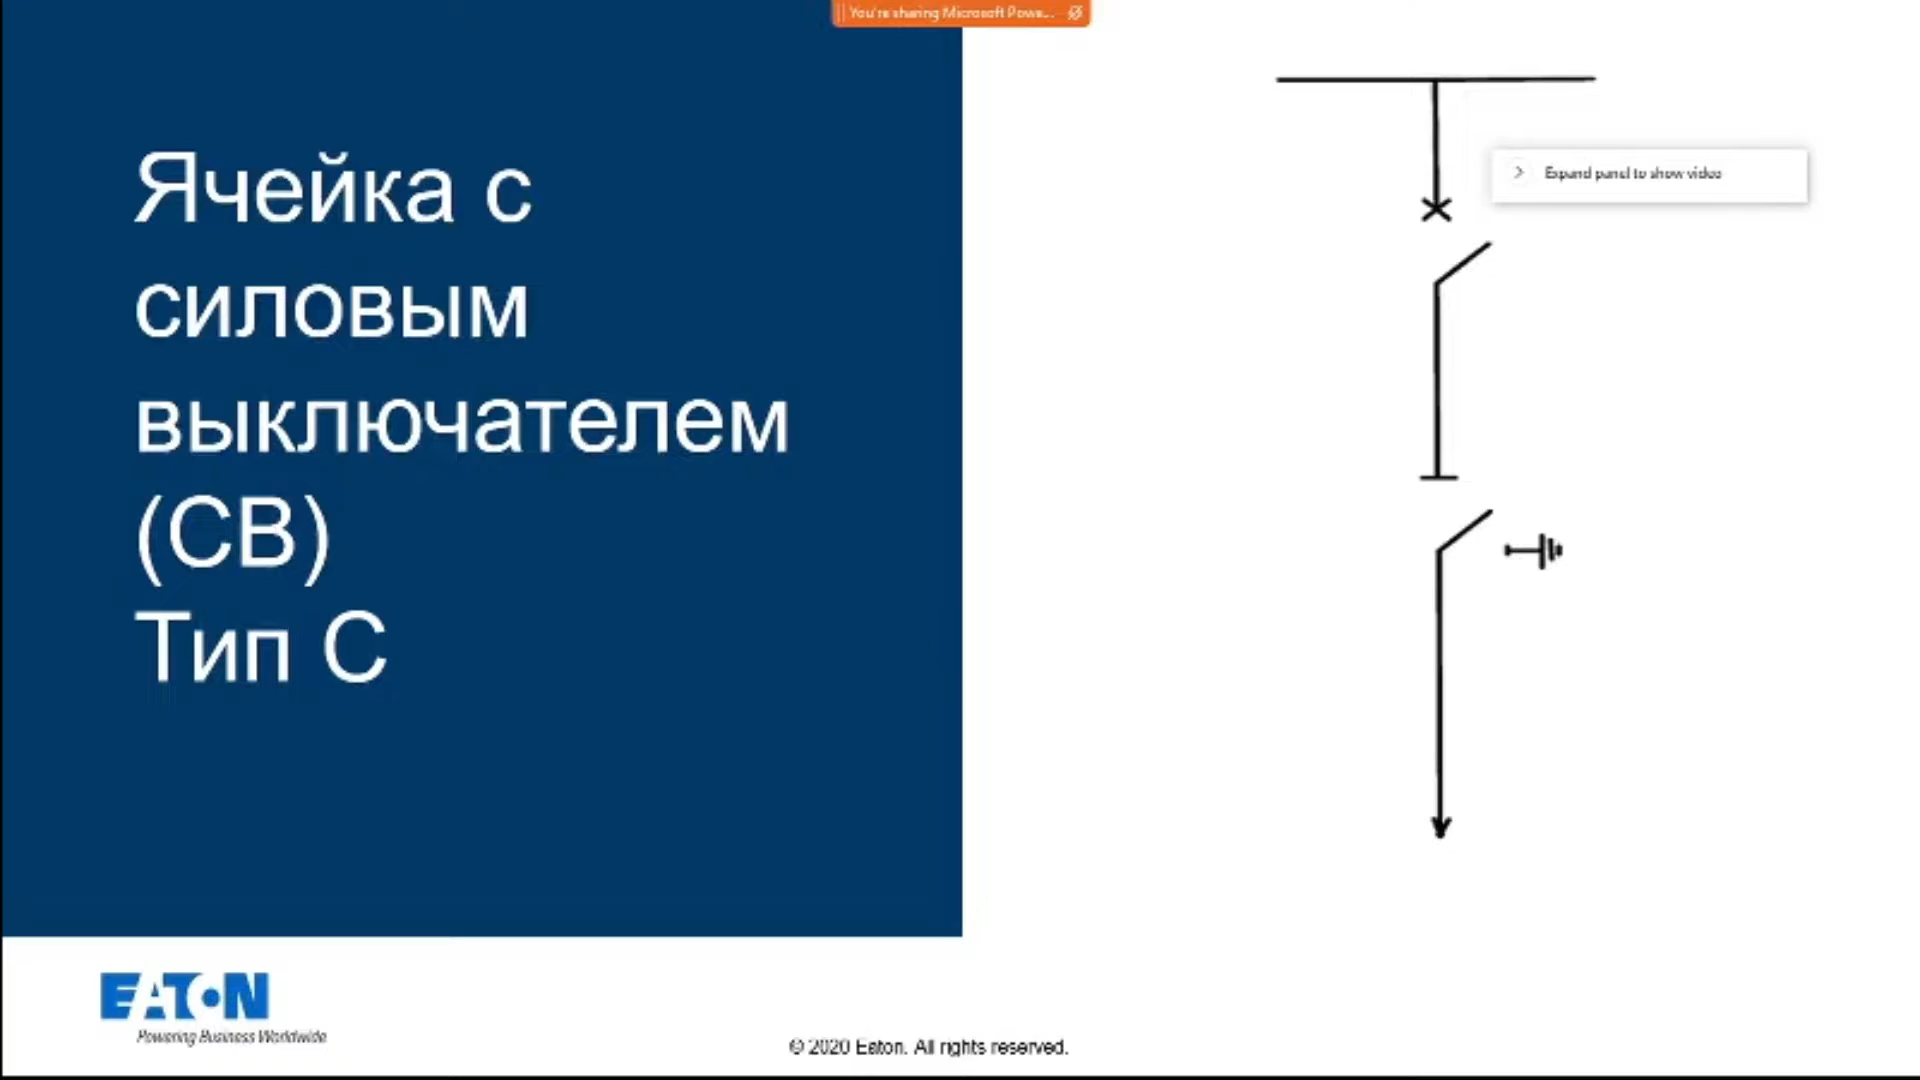 You're sharing Microsoft Powe...
Ячейка с
силовым
выключателем
(СВ)
Тип С
Expand panel to show video
EATON
Powering Business Worldwide
© 2020 Eaton. All rights reserved.